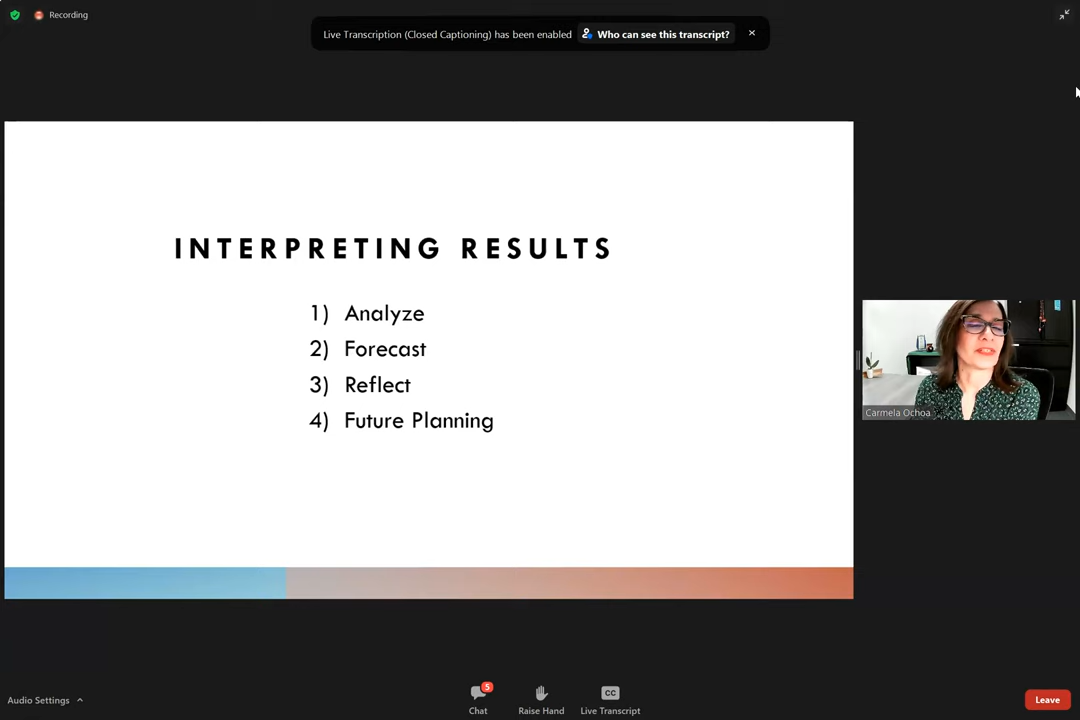 Recording
Live Transcription (Closed Captioning) has been enabled
Who can see this transcript?
INTERPRETING RESULTS
1) Analyze
2) Forecast
3) Reflect
4) Future Planning
Carmela Ochoa
Audio Settings
5
Chat
Raise Hand
CC
Live Transcript
Leave